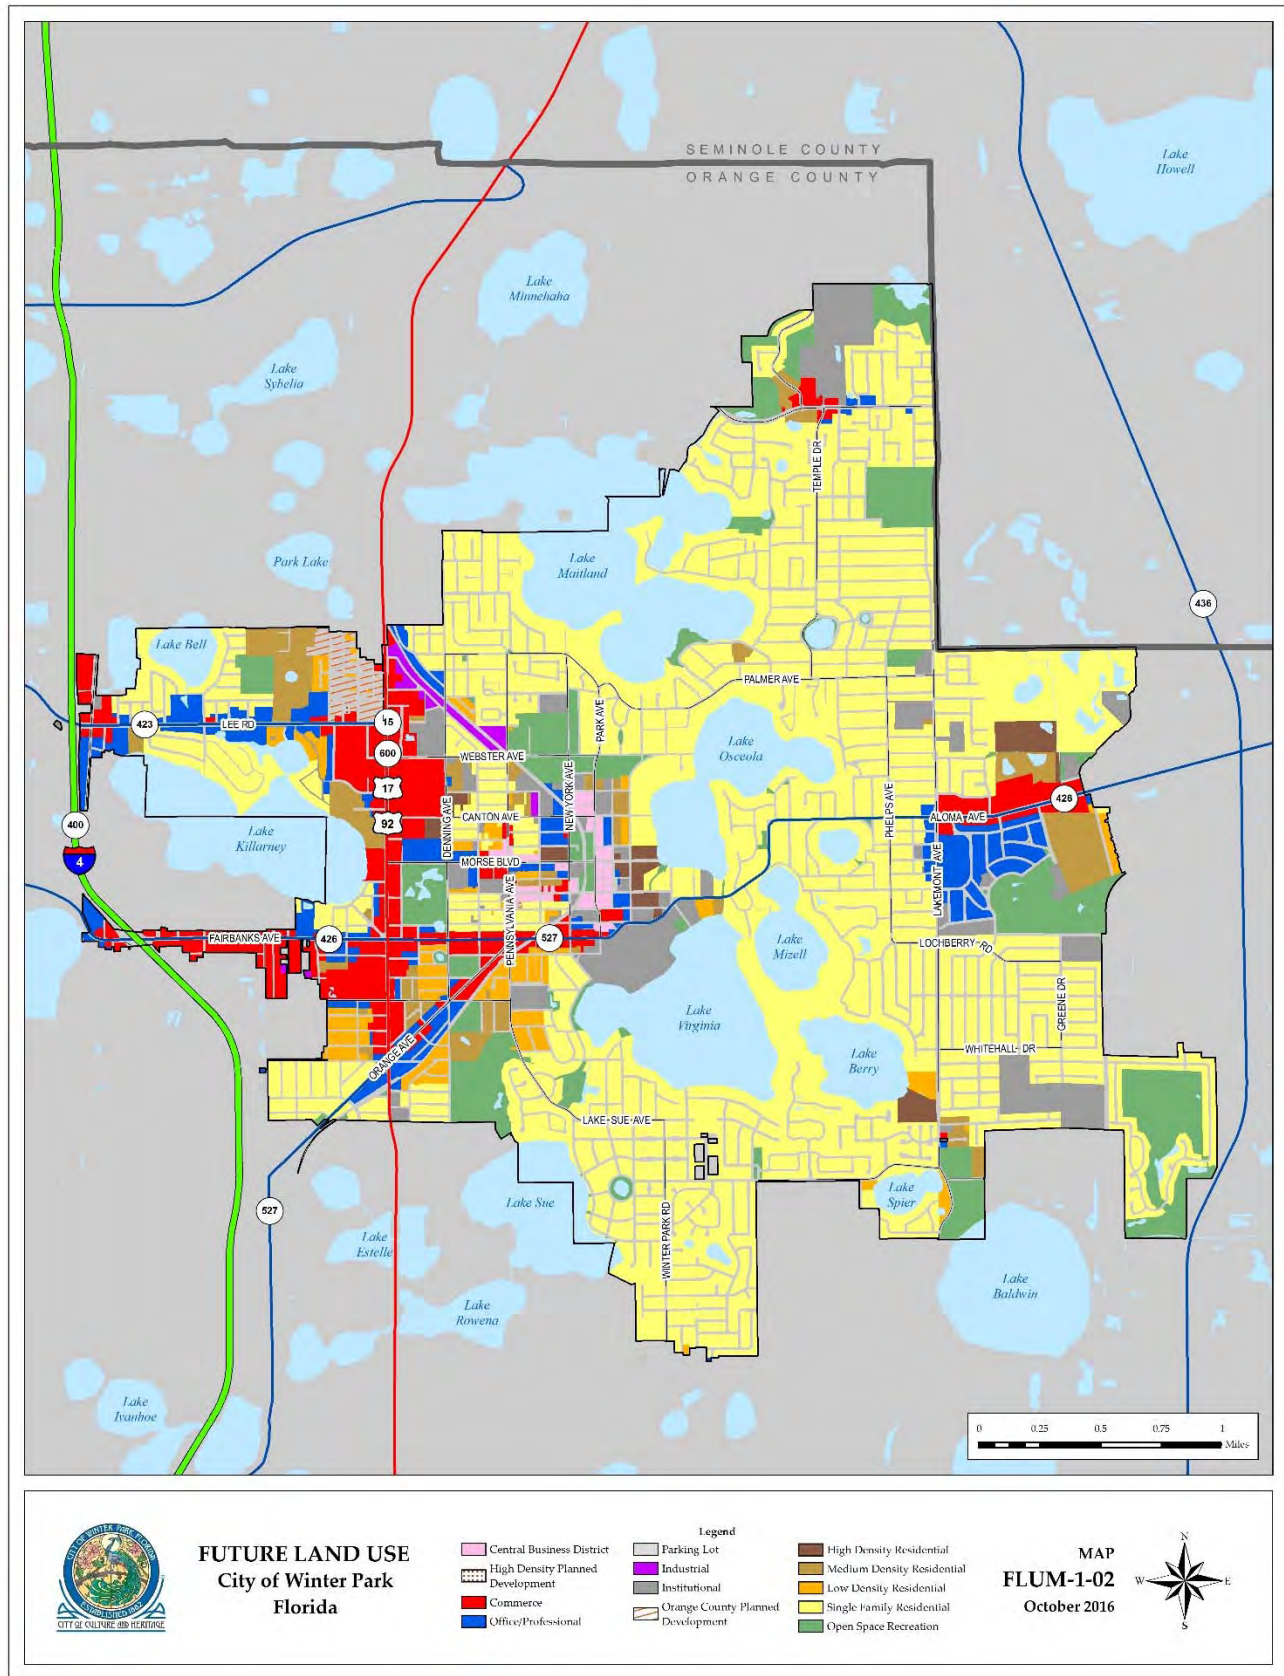 SEMINOLE COUNTY
ORANGE COUNTY
Lake
Howell
Lake
Minnehaha
Lake
Sybelia
TEMPLE DR
Park Lake
Lake
Maitland
436
Lake Bell
PALMER AVE
423
LEE RD
15
PARK AVE
600
WEBSTER AVE
Lake
Osceola
17
NEW YORK AVE
426
400
92
DENNING AVE
CANTON AVE
PHELPS AVE
ALOMA AVE
Lake
Killarney
4
MORSE BLVD
LAKEMONT AVE
PENNSYLVANIA AVE
FAIRBANKS AVE
426
527
Lake
Mizell
LOCHBERRY RD
Lake
Virginia
GREENE DR
ORANGE AVE
Lake
Berry
WHITEHALL DR
LAKE SUE AVE
Lake Sue
Lake
Spier
527
WINTER PARK RD
Lake
Estelle
Lake
Baldwin
Lake
Rowena
Lake
Ivanhoe
0 0.25 0.5 0.75 1
Miles
CITY OF WINTER PARK, FLORIDA
ESTABLISHED 1882
CITY OF CULTURE AND HERITAGE
FUTURE LAND USE
City of Winter Park
Florida
Legend
Central Business District
High Density Planned
Development
Commerce
Office/Professional
Parking Lot
Industrial
Institutional
Orange County Planned
Development
High Density Residential
Medium Density Residential
Low Density Residential
Single Family Residential
Open Space Recreation
MAP
FLUM-1-02
October 2016
N
W E
S